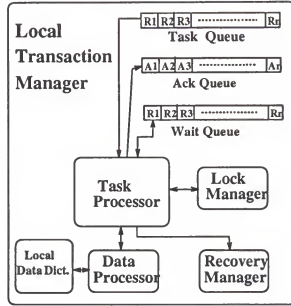 Local
Transaction
Manager
R1 R2 R3 Rn
Task Queue
A1 A2 A3 An
Ack Queue
R1 R2 R3 Rn
Wait Queue
Task
Processor
Lock
Manager
Local
Data Dict.
Data
Processor
Recovery
Manager